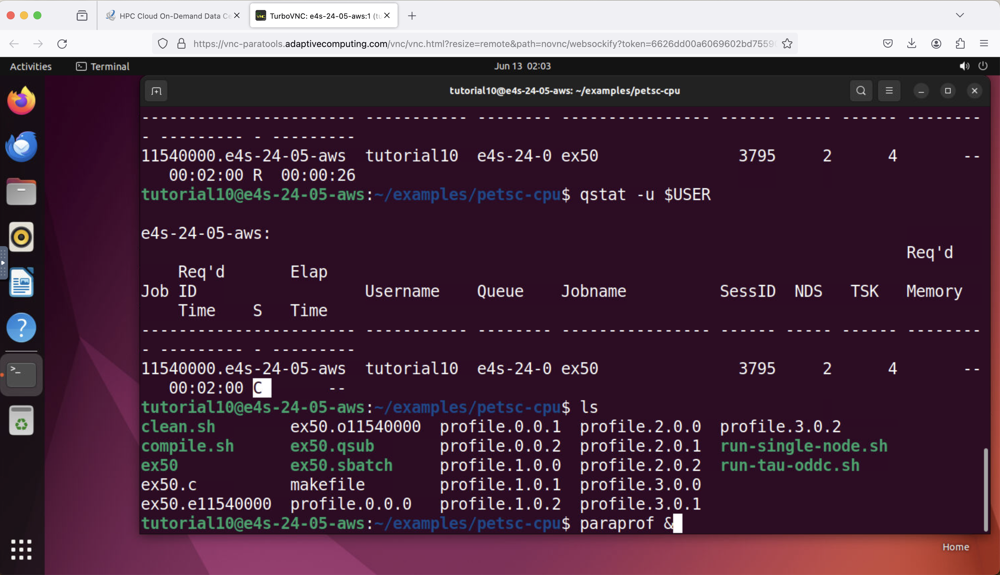 HPC Cloud On-Demand Data Ce
TurboVNC: e4s-24-05-aws:1 (tu
https://vnc-paratools.adaptivecomputing.com/vnc/vnc.html?resize=remote&path=novnc/websockify?token=6626dd00a6069602bd75590
Activities Terminal Jun 13 02:03
tutorial10@e4s-24-05-aws: ~/examples/petsc-cpu
----------------------- ----------- -------- ---------------- ------ ----- ------ --------
- --------- - ---------
11540000.e4s-24-05-aws tutorial10 e4s-24-0 ex50 3795 2 4 --
00:02:00 R 00:00:26
tutorial10@e4s-24-05-aws:~/examples/petsc-cpu$ qstat -u $USER
e4s-24-05-aws:
Req'd
Req'd Elap
Job ID Username Queue Jobname SessID NDS TSK Memory
Time S Time
----------------------- ----------- -------- ---------------- ------ ----- ------ --------
- --------- - ---------
11540000.e4s-24-05-aws tutorial10 e4s-24-0 ex50 3795 2 4 --
00:02:00 C --
tutorial10@e4s-24-05-aws:~/examples/petsc-cpu$ ls
clean.sh ex50.o11540000 profile.0.0.1 profile.2.0.0 profile.3.0.2
compile.sh ex50.qsub profile.0.0.2 profile.2.0.1 run-single-node.sh
ex50 ex50.sbatch profile.1.0.0 profile.2.0.2 run-tau-oddc.sh
ex50.c makefile profile.1.0.1 profile.3.0.0
ex50.e11540000 profile.0.0.0 profile.1.0.2 profile.3.0.1
tutorial10@e4s-24-05-aws:~/examples/petsc-cpu$ paraprof &
Home